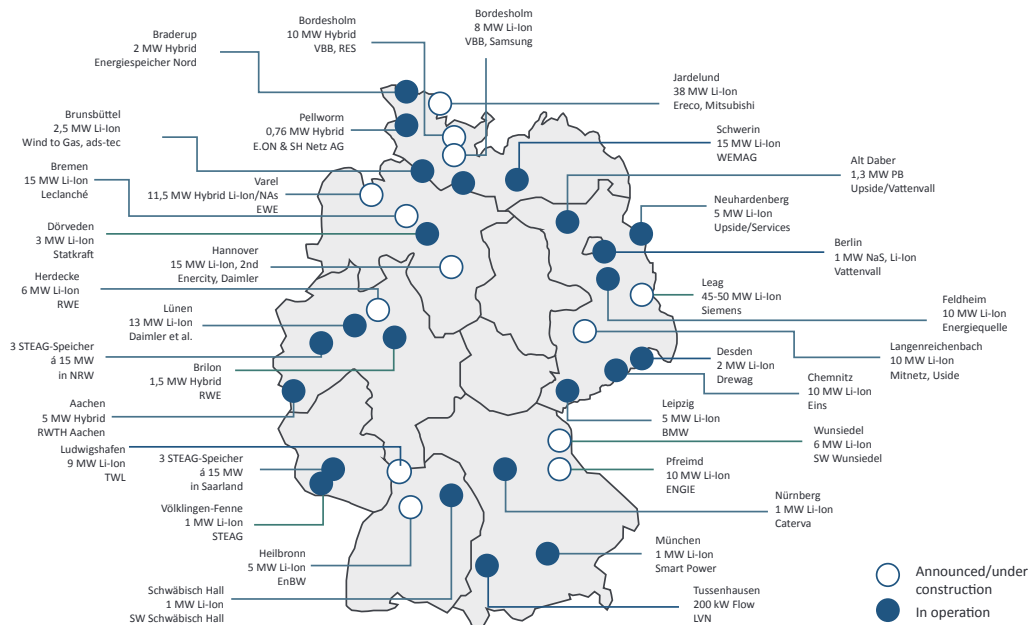 Bordesholm
8 MW Li-Ion
VBB, Samsung
Bordesholm
10 MW Hybrid
VBB, RES
Braderup
2 MW Hybrid
Energiespeicher Nord
Jardelund
38 MW Li-Ion
Ereco, Mitsubishi
Brunsbüttel
2,5 MW Li-Ion
Wind to Gas, ads-tec
Pellworm
0,76 MW Hybrid
E.ON & SH Netz AG
Schwerin
15 MW Li-Ion
WEMAG
Alt Daber
1,3 MW PB
Upside/Vattenvall
Bremen
15 MW Li-Ion
Leclanché
Varel
11,5 MW Hybrid Li-Ion/NAs
EWE
Neuhardenberg
5 MW Li-Ion
Upside/Services
Dörveden
3 MW Li-Ion
Statkraft
Berlin
1 MW NaS, Li-Ion
Vattenvall
Hannover
15 MW Li-Ion, 2nd
Enercity, Daimler
Herdecke
6 MW Li-Ion
RWE
Leag
45-50 MW Li-Ion
Siemens
Feldheim
10 MW Li-Ion
Energiequelle
Lünen
13 MW Li-Ion
Daimler et al.
3 STEAG-Speicher
á 15 MW
in NRW
Langenreichenbach
10 MW Li-Ion
Mitnetz, Uside
Brilon
1,5 MW Hybrid
RWE
Desden
2 MW Li-Ion
Drewag
Chemnitz
10 MW Li-Ion
Eins
Aachen
5 MW Hybrid
RWTH Aachen
Leipzig
5 MW Li-Ion
BMW
Wunsiedel
6 MW Li-Ion
SW Wunsiedel
Ludwigshafen
9 MW Li-Ion
TWL
3 STEAG-Speicher
á 15 MW
in Saarland
Pfreimd
10 MW Li-Ion
ENGIE
Nürnberg
1 MW Li-Ion
Caterva
Völklingen-Fenne
1 MW Li-Ion
STEAG
Heilbronn
5 MW Li-Ion
EnBW
München
1 MW Li-Ion
Smart Power
Schwäbisch Hall
1 MW Li-Ion
SW Schwäbisch Hall
Tussenhausen
200 kW Flow
LVN
Announced/under
construction
In operation